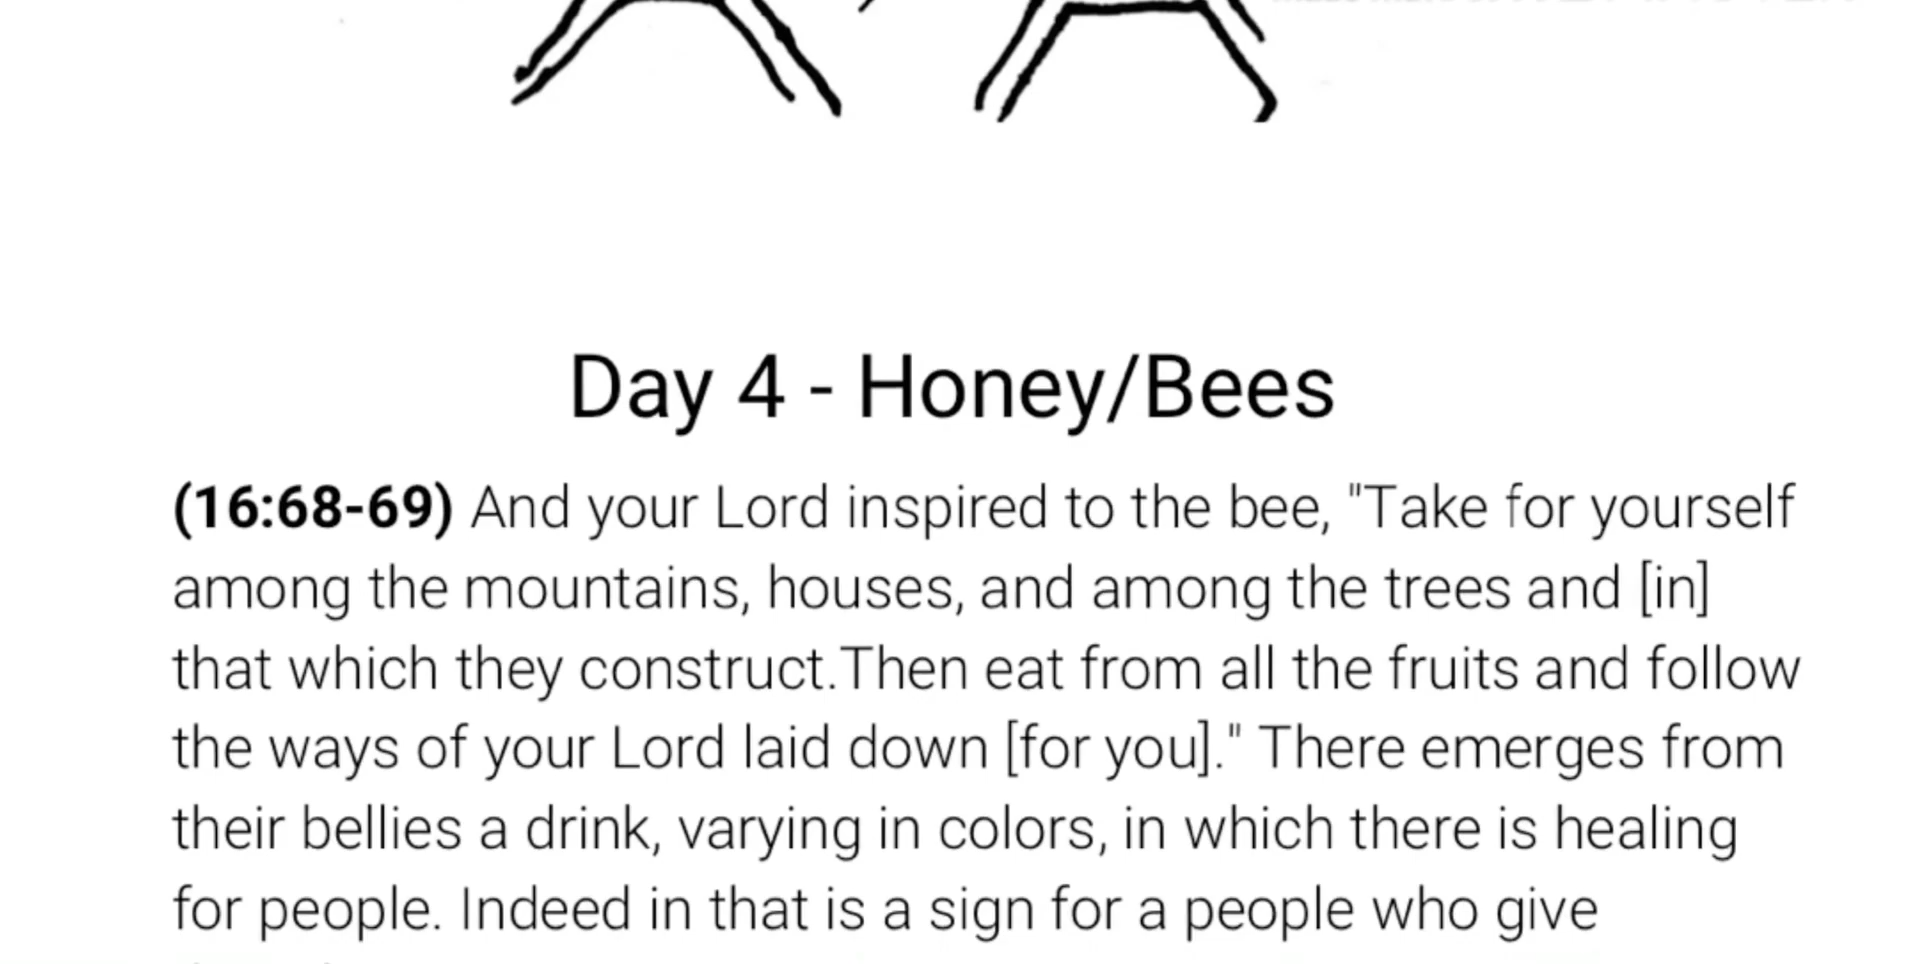 Day 4 - Honey/Bees
(16:68-69) And your Lord inspired to the bee, "Take for yourself
among the mountains, houses, and among the trees and [in]
that which they construct.Then eat from all the fruits and follow
the ways of your Lord laid down [for you]." There emerges from
their bellies a drink, varying in colors, in which there is healing
for people. Indeed in that is a sign for a people who give